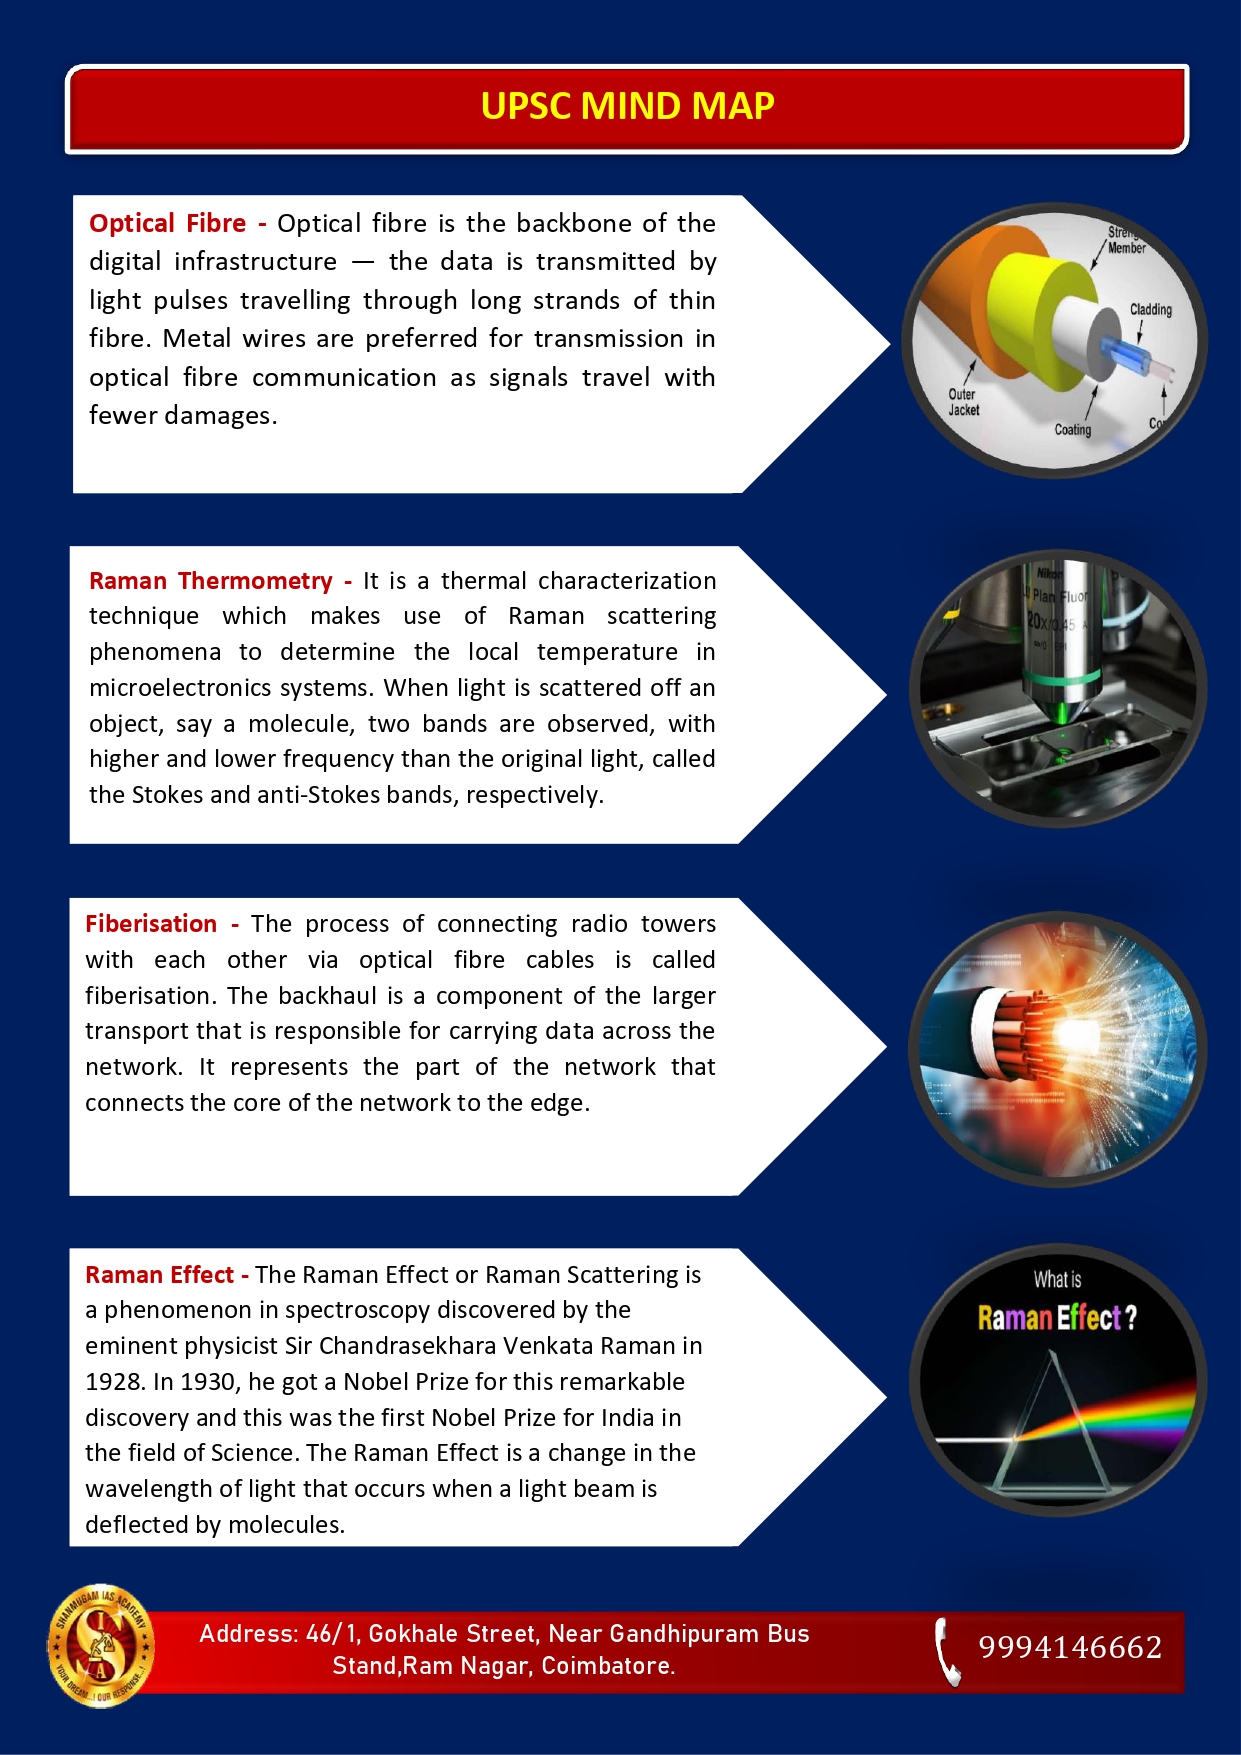 UPSC MIND MAP
Optical Fibre - Optical fibre is the backbone of the
digital infrastructure — the data is transmitted by
light pulses travelling through long strands of thin
fibre. Metal wires are preferred for transmission in
optical fibre communication as signals travel with
fewer damages.
Member
Cladding
Outer
Jacket
Coating
Raman Thermometry - It is a thermal characterization
technique which makes use of Raman scattering
phenomena to determine the local temperature in
microelectronics systems. When light is scattered off an
object, say a molecule, two bands are observed, with
higher and lower frequency than the original light, called
the Stokes and anti-Stokes bands, respectively.
Plan Fluor
20x/0.45
Fiberisation - The process of connecting radio towers
with each other via optical fibre cables is called
fiberisation. The backhaul is a component of the larger
transport that is responsible for carrying data across the
network. It represents the part of the network that
connects the core of the network to the edge.
Raman Effect - The Raman Effect or Raman Scattering is
a phenomenon in spectroscopy discovered by the
eminent physicist Sir Chandrasekhara Venkata Raman in
1928. In 1930, he got a Nobel Prize for this remarkable
discovery and this was the first Nobel Prize for India in
the field of Science. The Raman Effect is a change in the
wavelength of light that occurs when a light beam is
deflected by molecules.
What is
Raman Effect ?
SHANMUGAM IAS ACADEMY
SIA
YOUR DREAM...! OUR RESPONSE...!
Address: 46/1, Gokhale Street, Near Gandhipuram Bus
Stand,Ram Nagar, Coimbatore.
9994146662